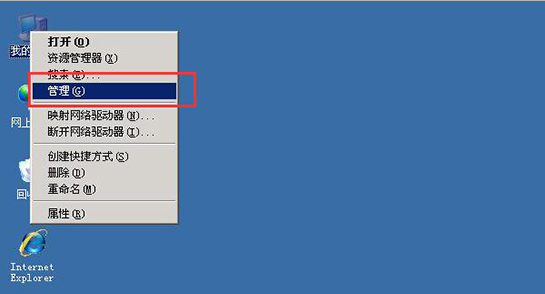 我的
打开(O)
资源管理器(X)
搜索(E)...
管理(G)
网上
映射网络驱动器(N)...
断开网络驱动器(I)...
创建快捷方式(S)
删除(D)
重命名(M)
回收
属性(R)
Internet
Explorer